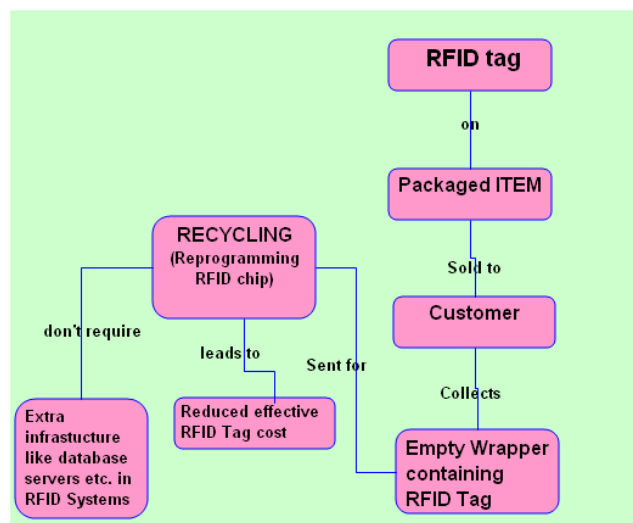 RFID tag
on
Packaged ITEM
Sold to
Customer
Collects
Empty Wrapper
containing
RFID Tag
Sent for
RECYCLING
(Reprogramming
RFID chip)
leads to
Reduced effective
RFID Tag cost
don't require
Extra
infrastucture
like database
servers etc. in
RFID Systems